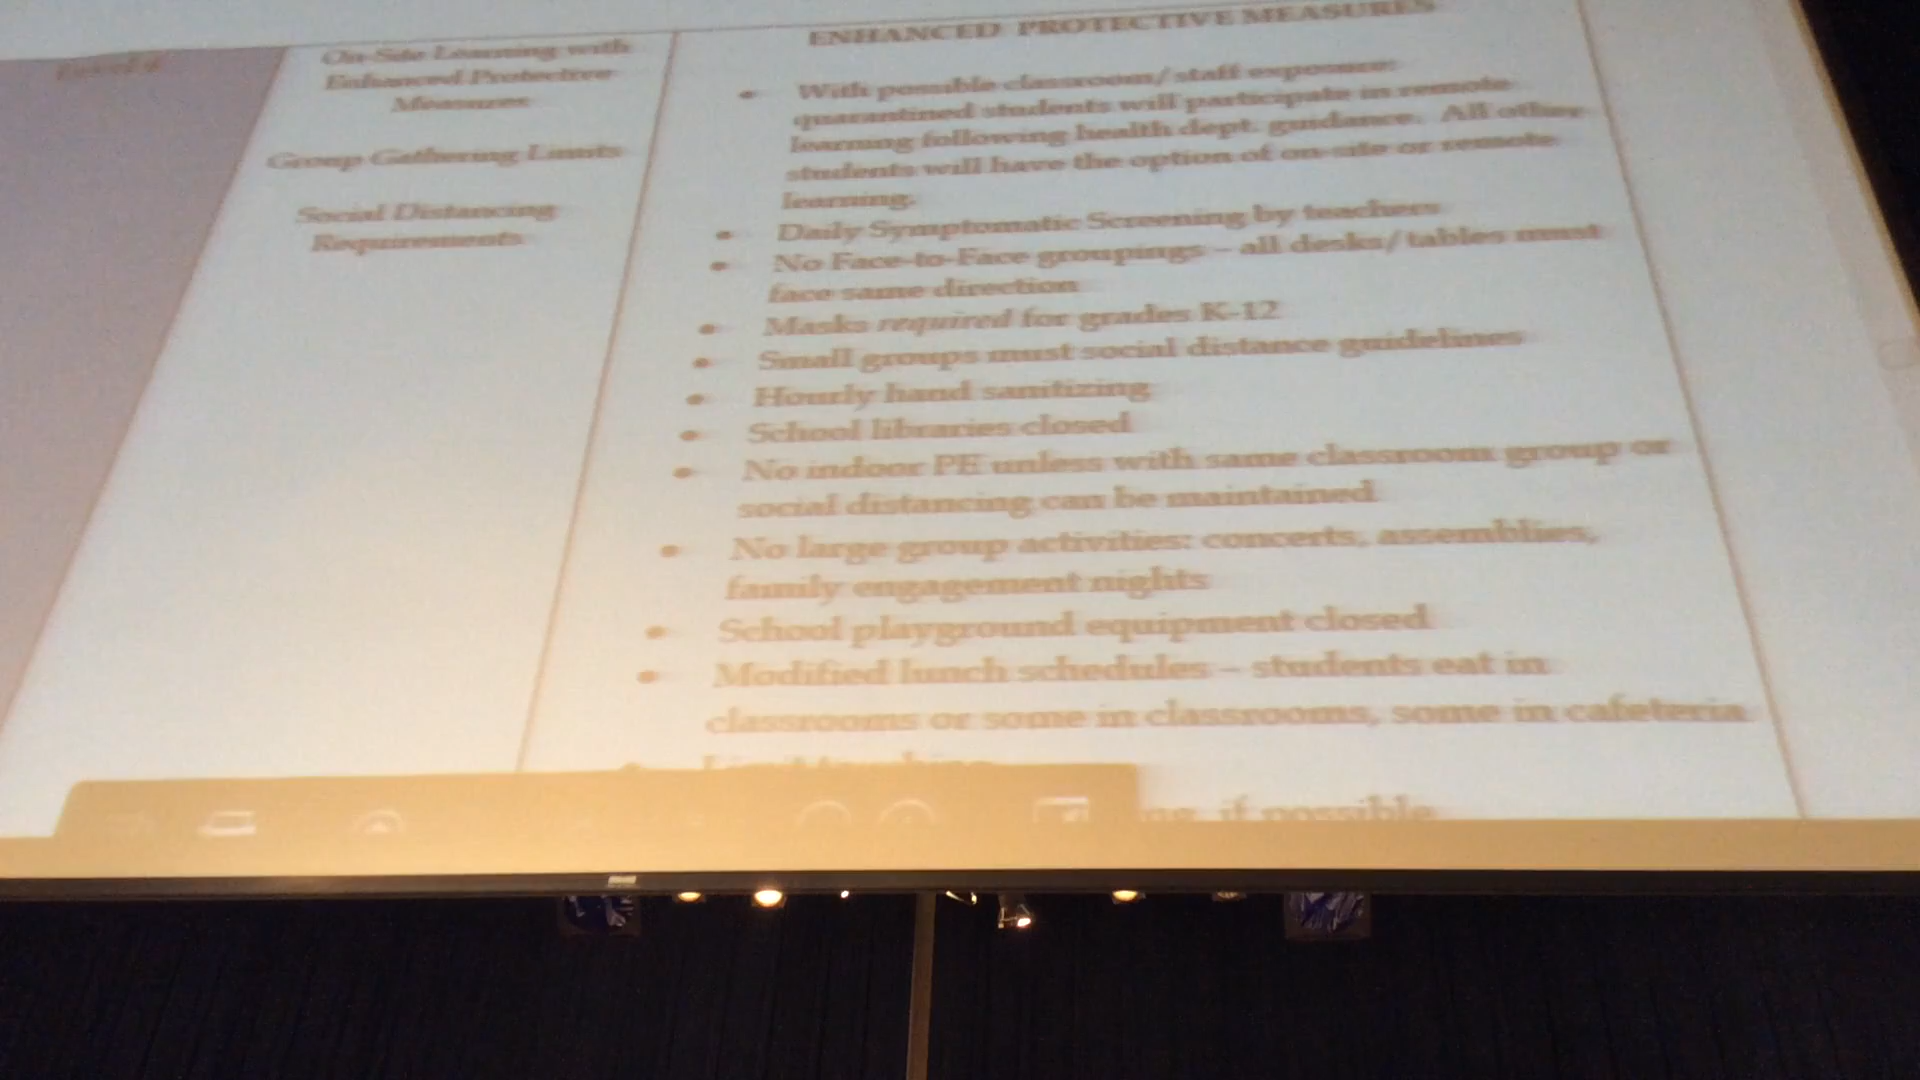 On-Site Learning with
Enhanced Protective
Measures
Group Gathering Limits
Social Distancing
Requirements
ENHANCED PROTECTIVE MEASURES
• With possible classroom/staff exposure:
quarantined students will participate in remote
learning following health dept. guidance. All other
students will have the option of on-site or remote
learning.
• Daily Symptomatic Screening by teachers
• No Face-to-Face groupings – all desks/tables must
face same direction
• Masks required for grades K-12
• Small groups must social distance guidelines
• Hourly hand sanitizing
• School libraries closed
• No indoor PE unless with same classroom group or
social distancing can be maintained
• No large group activities: concerts, assemblies,
family engagement nights
• School playground equipment closed
• Modified lunch schedules – students eat in
classrooms or some in classrooms, some in cafeteria
if possible